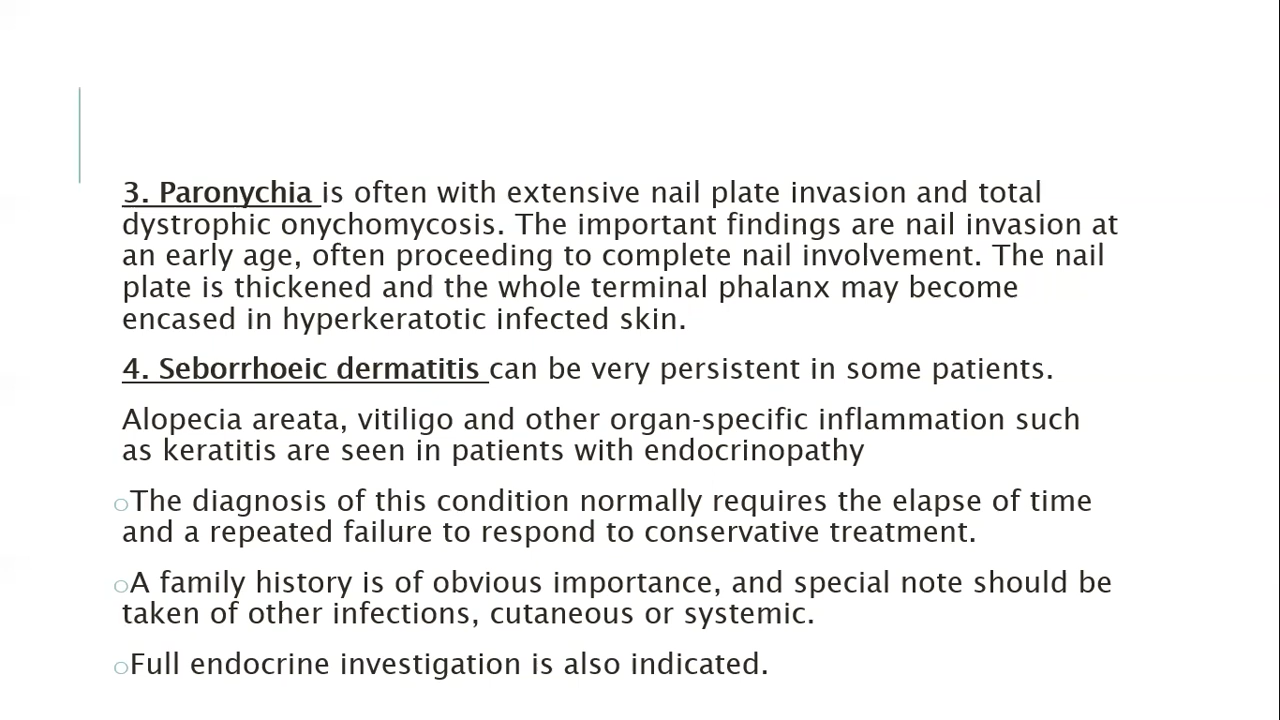 3. Paronychia is often with extensive nail plate invasion and total
dystrophic onychomycosis. The important findings are nail invasion at
an early age, often proceeding to complete nail involvement. The nail
plate is thickened and the whole terminal phalanx may become
encased in hyperkeratotic infected skin.
4. Seborrhoeic dermatitis can be very persistent in some patients.
Alopecia areata, vitiligo and other organ-specific inflammation such
as keratitis are seen in patients with endocrinopathy
○The diagnosis of this condition normally requires the elapse of time
and a repeated failure to respond to conservative treatment.
○A family history is of obvious importance, and special note should be
taken of other infections, cutaneous or systemic.
○Full endocrine investigation is also indicated.